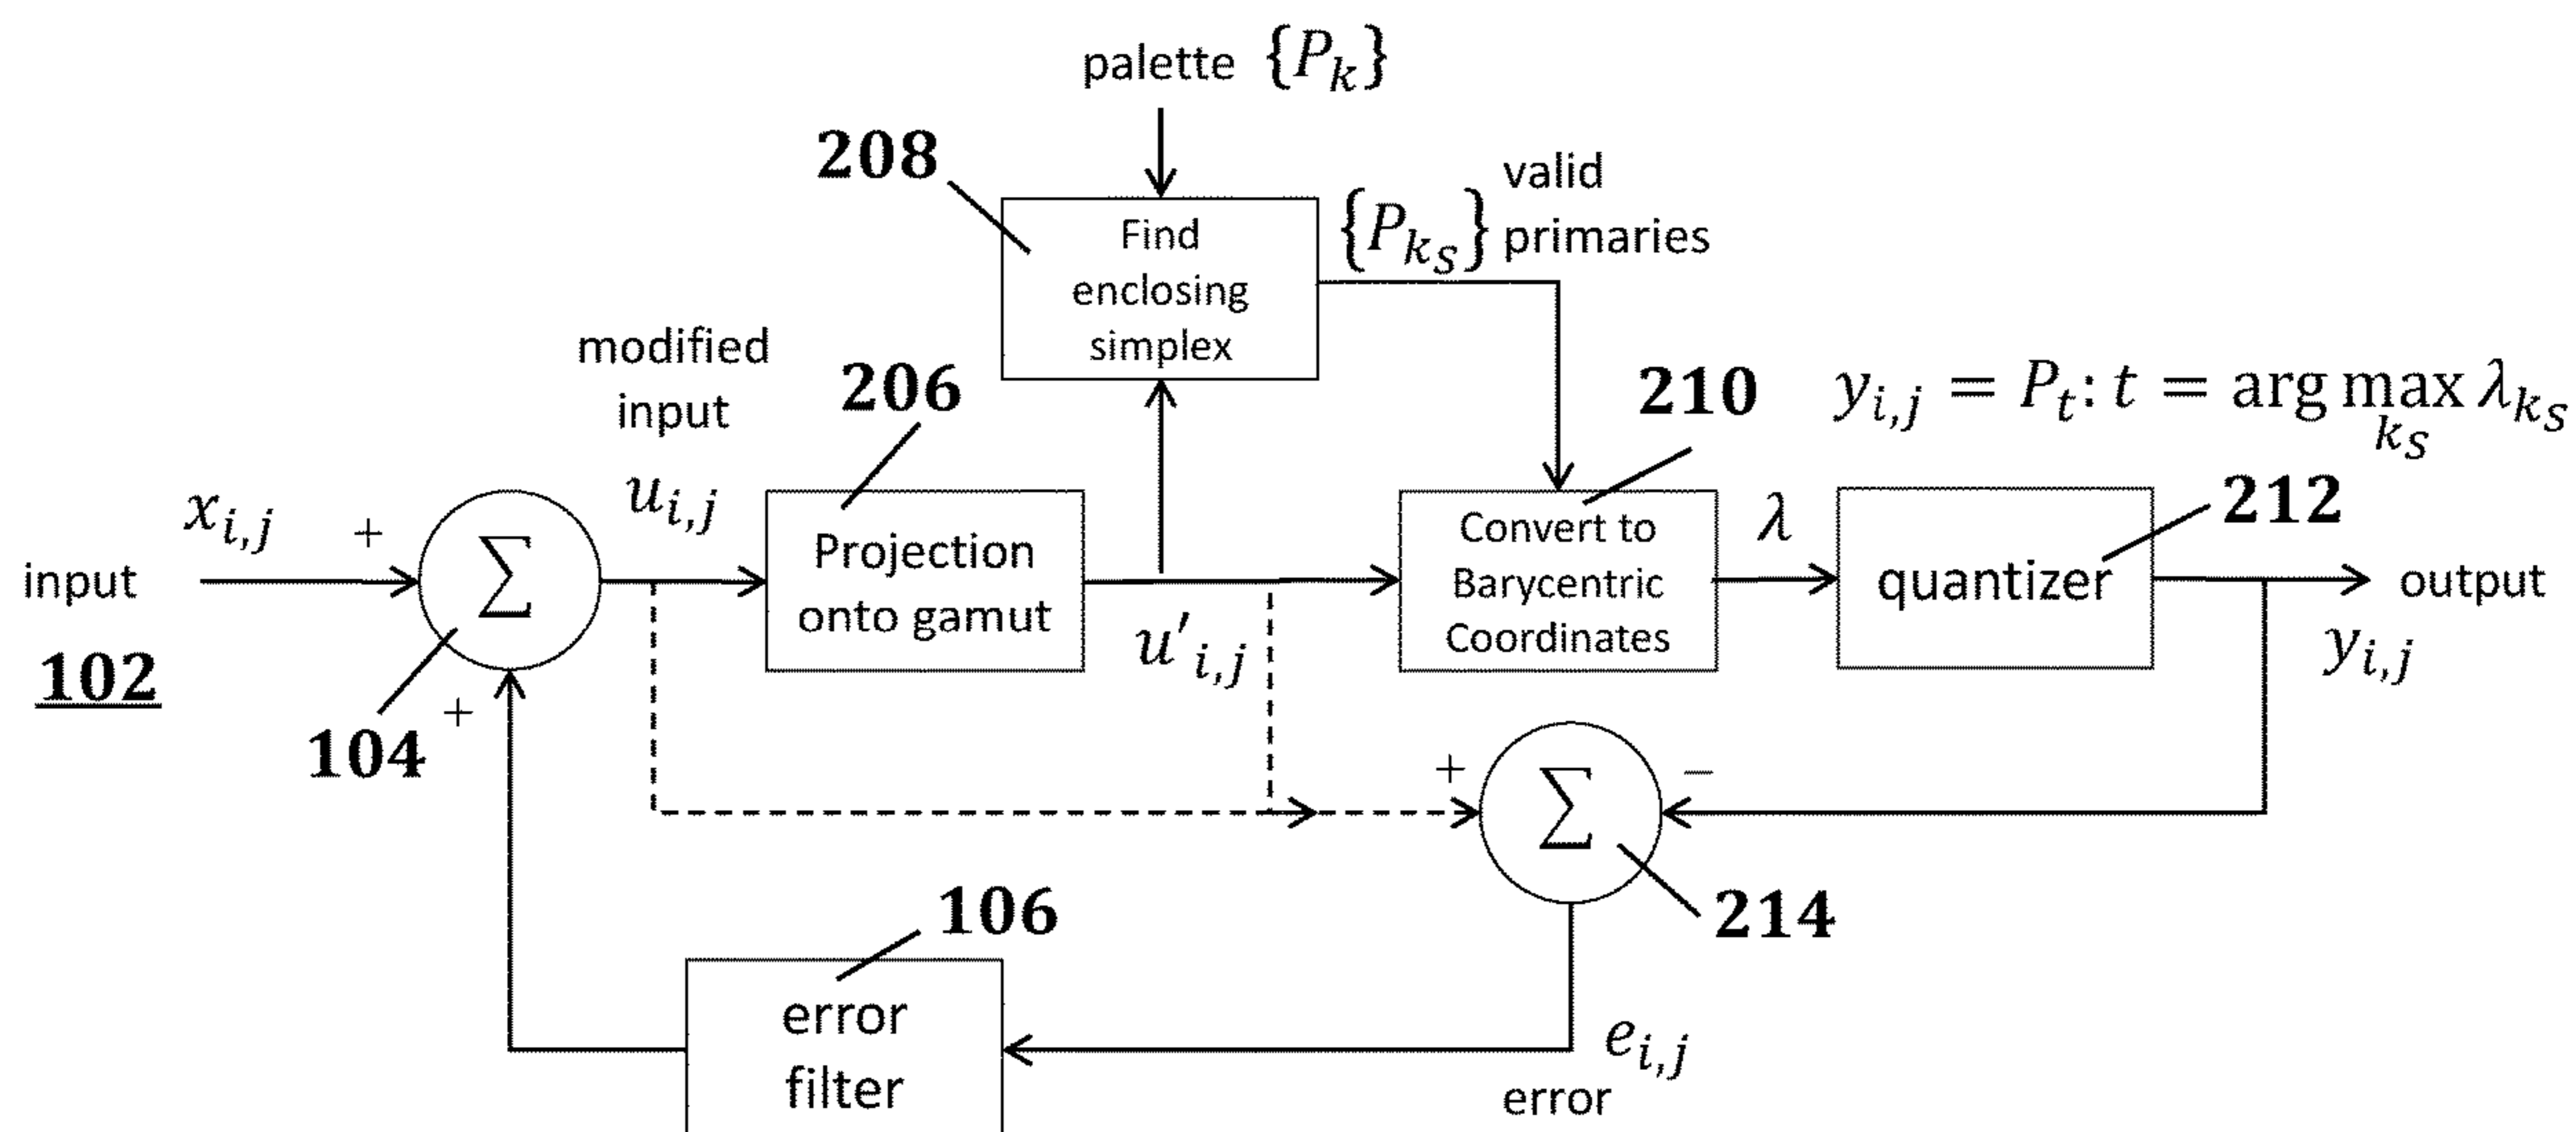 palette {P_k}
208
valid
primaries
{P_{k_S}}
Find
enclosing
simplex
modified
input
206
210
y_{i,j} = P_t: t = arg max_{k_S} λ_{k_S}
x_{i,j}
+
u_{i,j}
212
input
102
Σ
104
+
Projection
onto gamut
u'_{i,j}
Convert to
Barycentric
Coordinates
λ
quantizer
output
y_{i,j}
+
−
Σ
214
106
error
filter
e_{i,j}
error